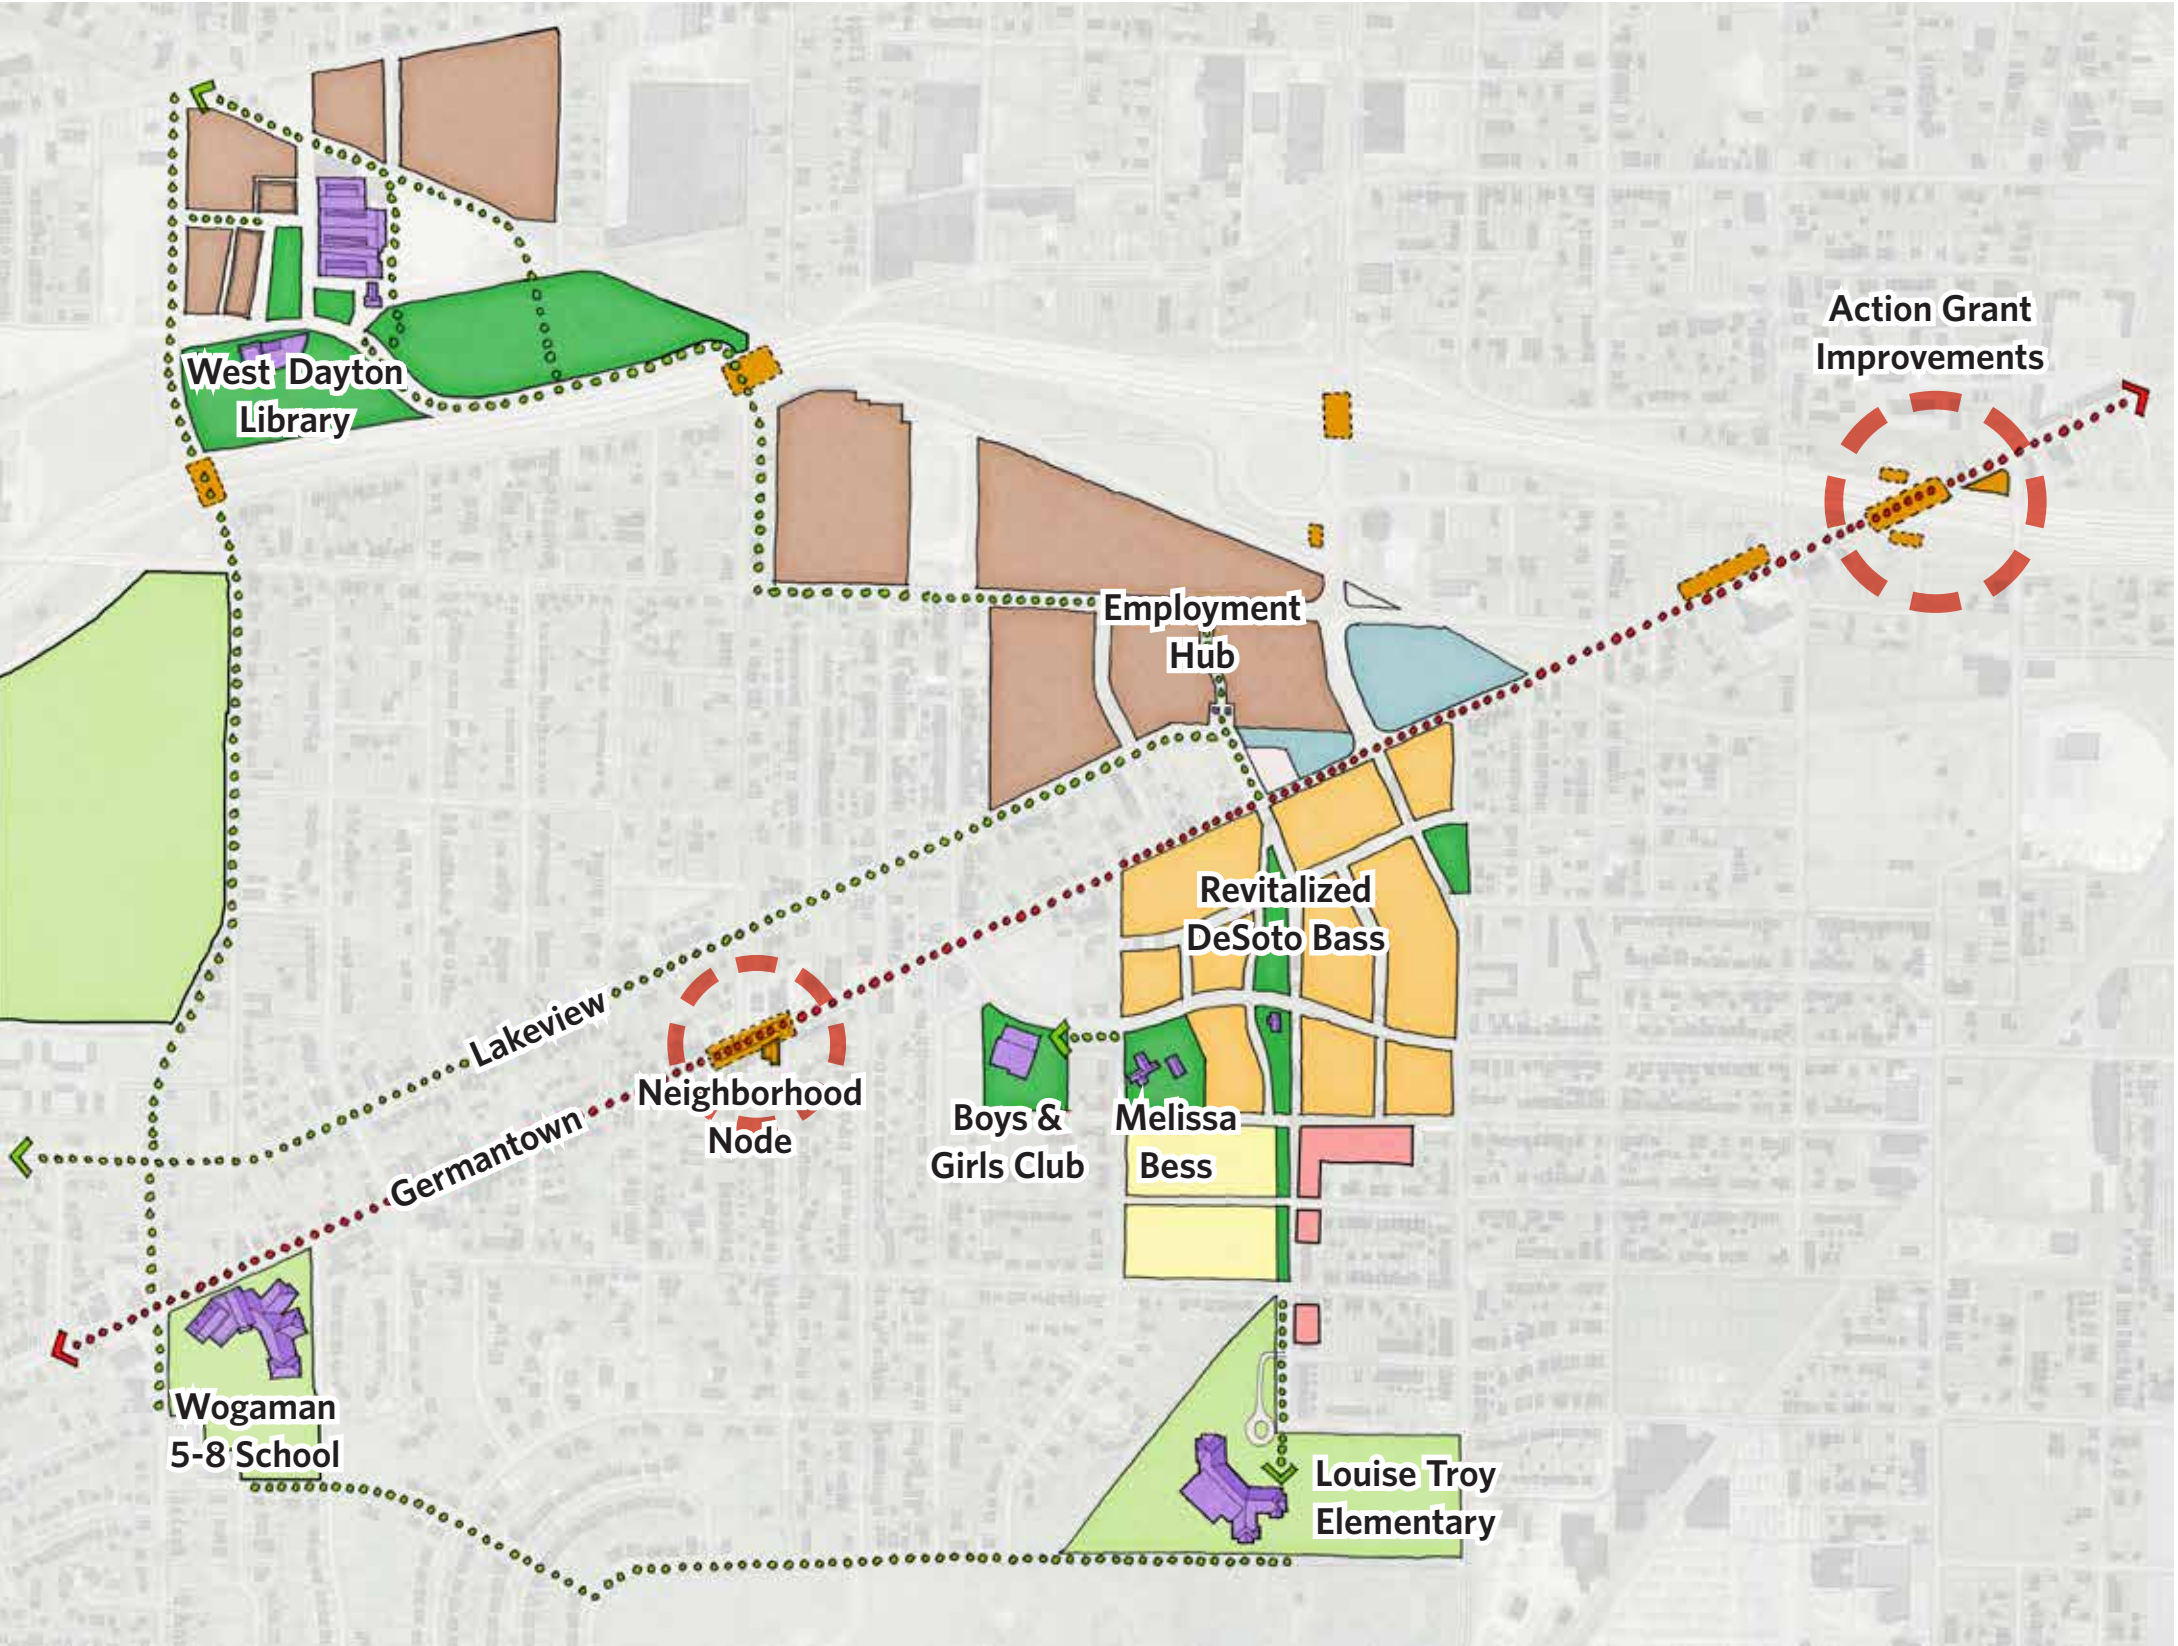 Action Grant
Improvements
West Dayton
Library
Employment
Hub
Revitalized
DeSoto Bass
Lakeview
Neighborhood
Node
Germantown
Boys &
Girls Club
Melissa
Bess
Wogaman
5-8 School
Louise Troy
Elementary